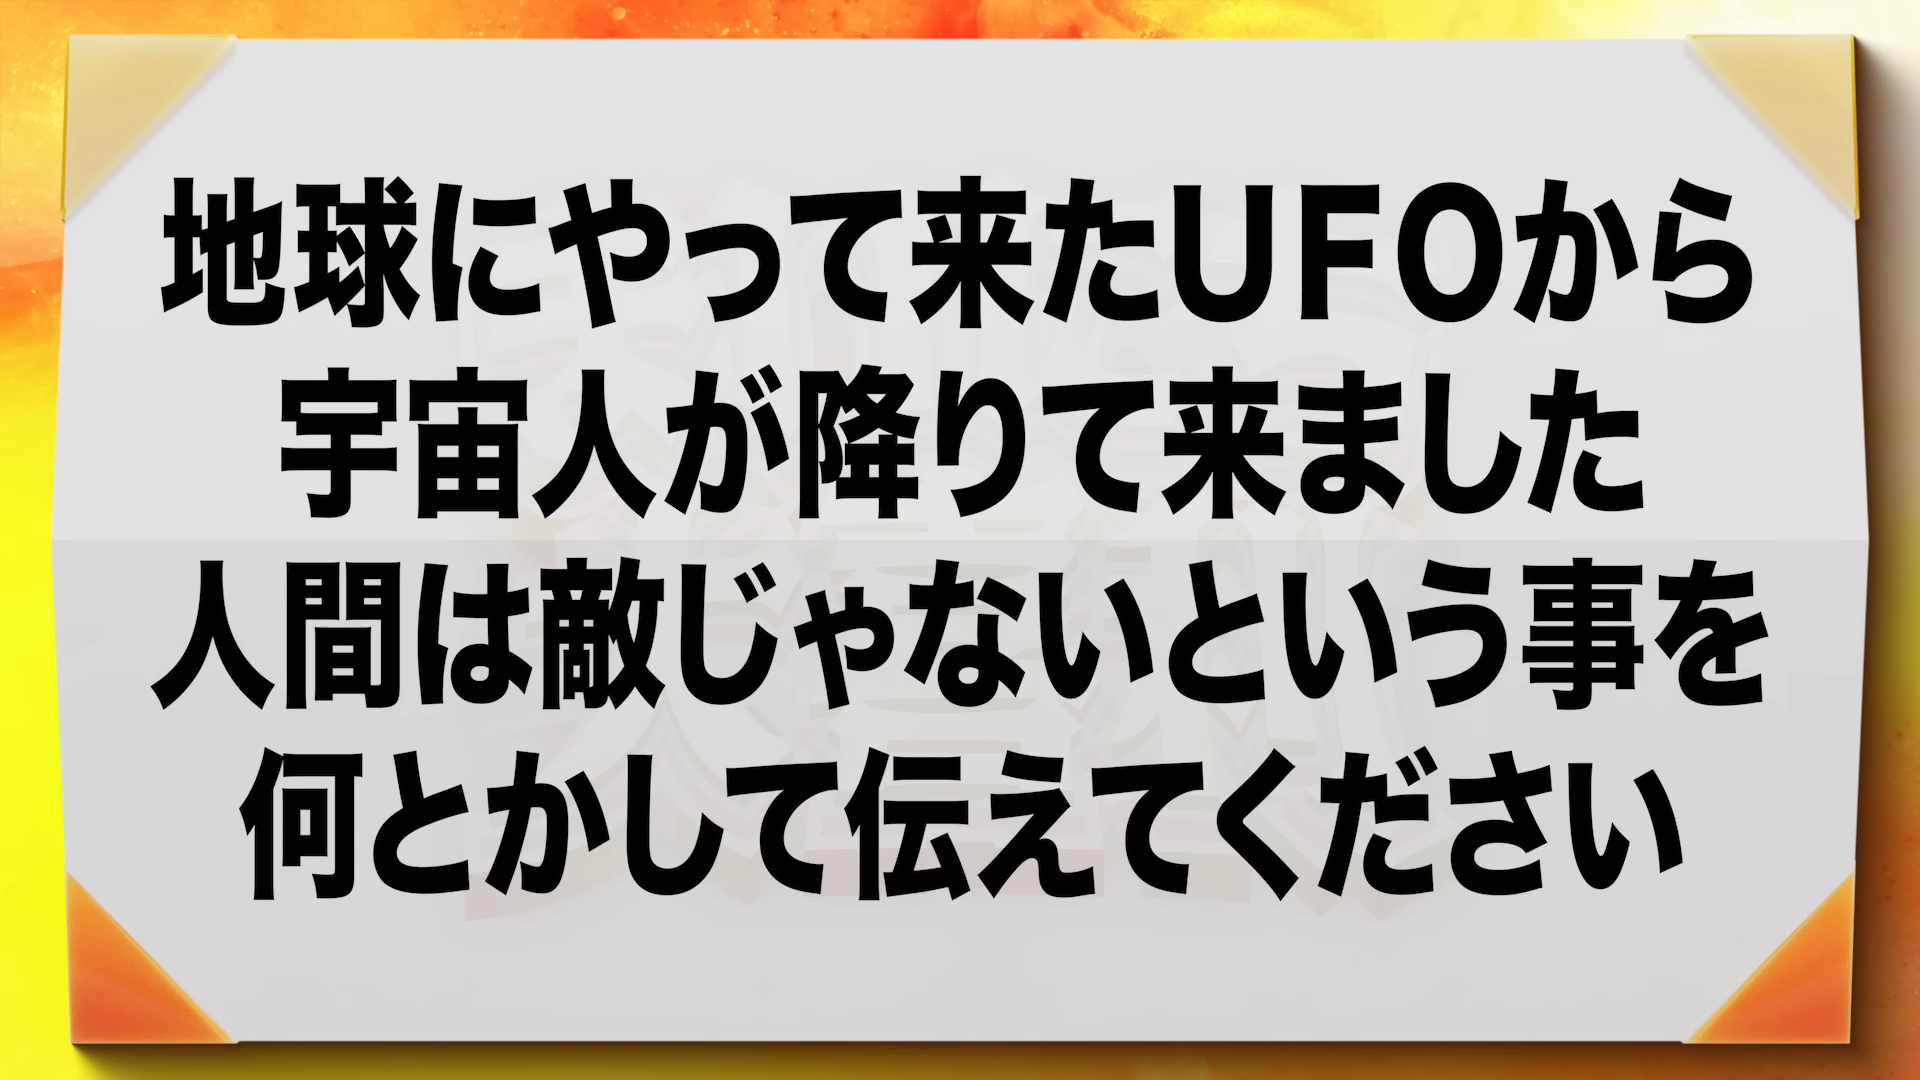 地球にやって来たUFOから
宇宙人が降りて来ました
人間は敵じゃないという事を
何とかして伝えてください